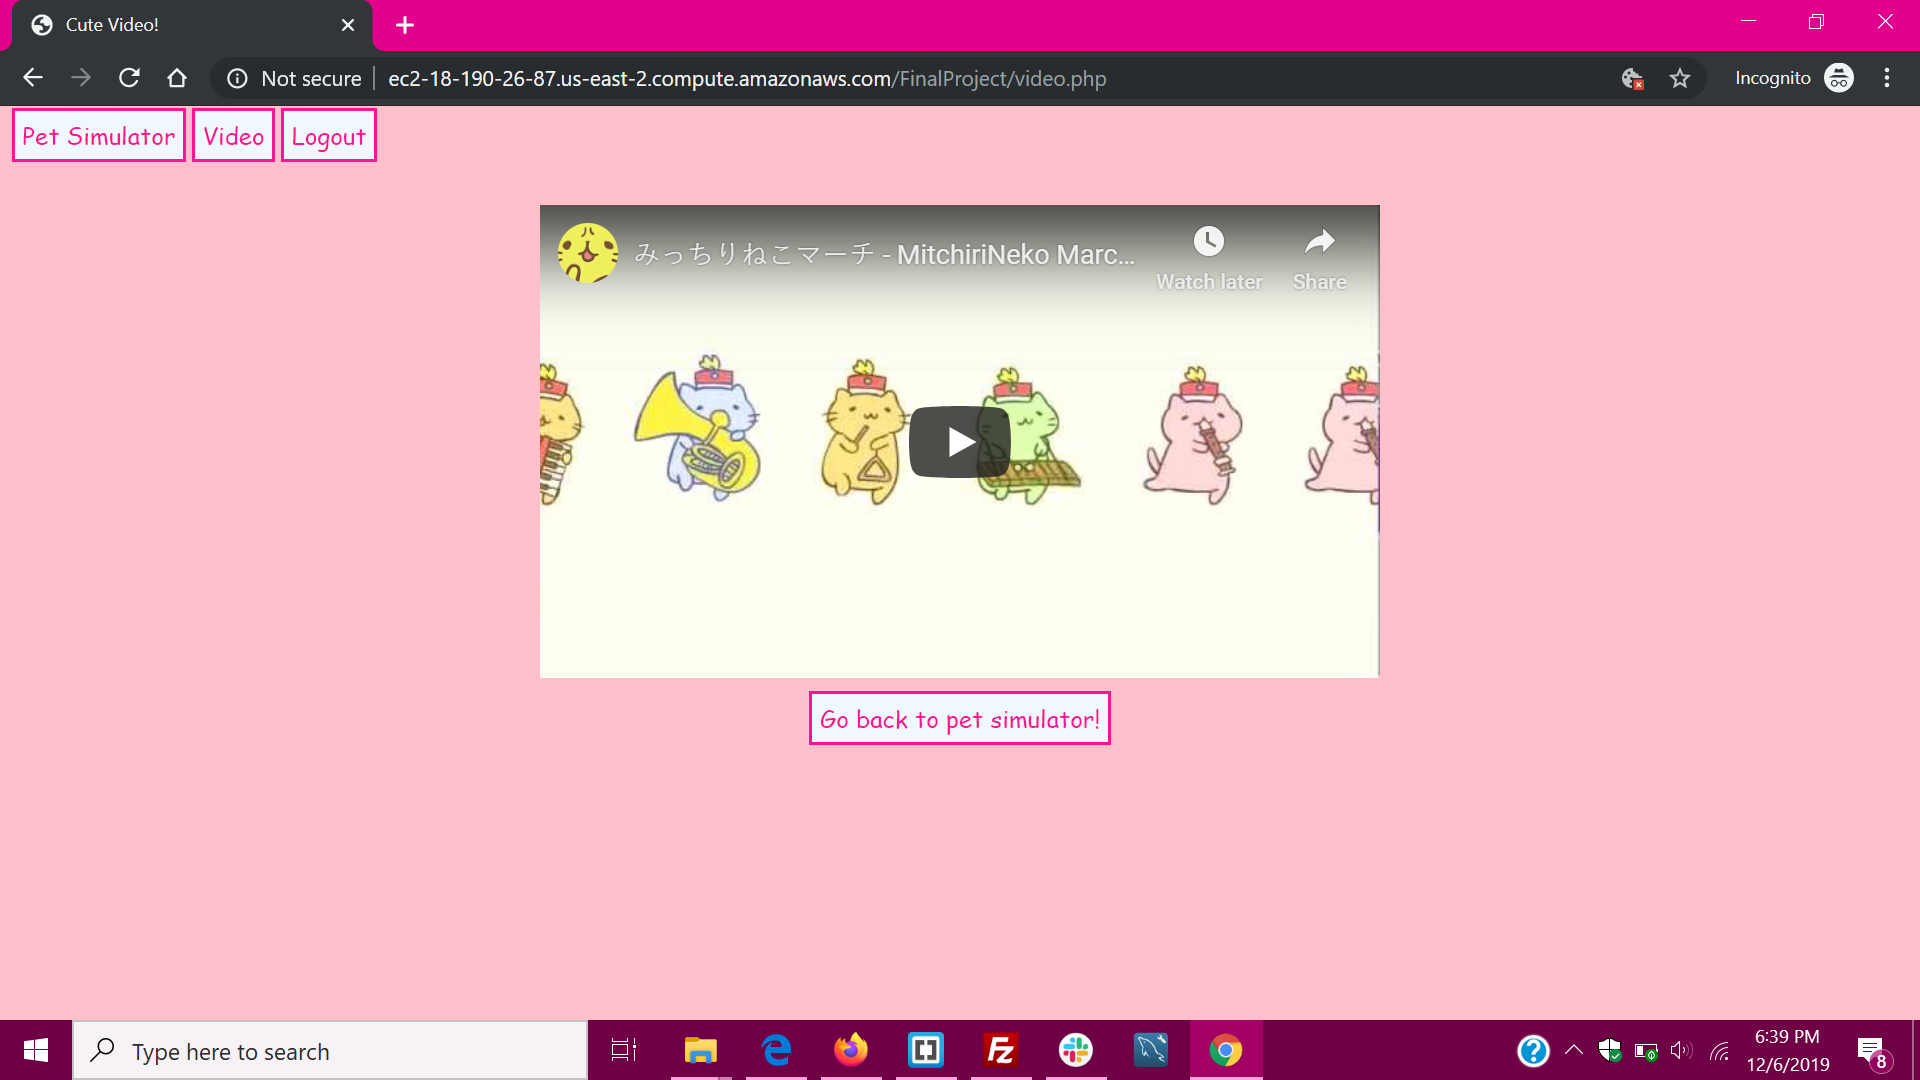 Cute Video!
Not secure
ec2-18-190-26-87.us-east-2.compute.amazonaws.com/FinalProject/video.php
Incognito
Pet Simulator
Video
Logout
みっちりねこマーチ - MitchiriNeko Marc...
Watch later
Share
Go back to pet simulator!
Type here to search
Fz
6:39 PM
12/6/2019
8